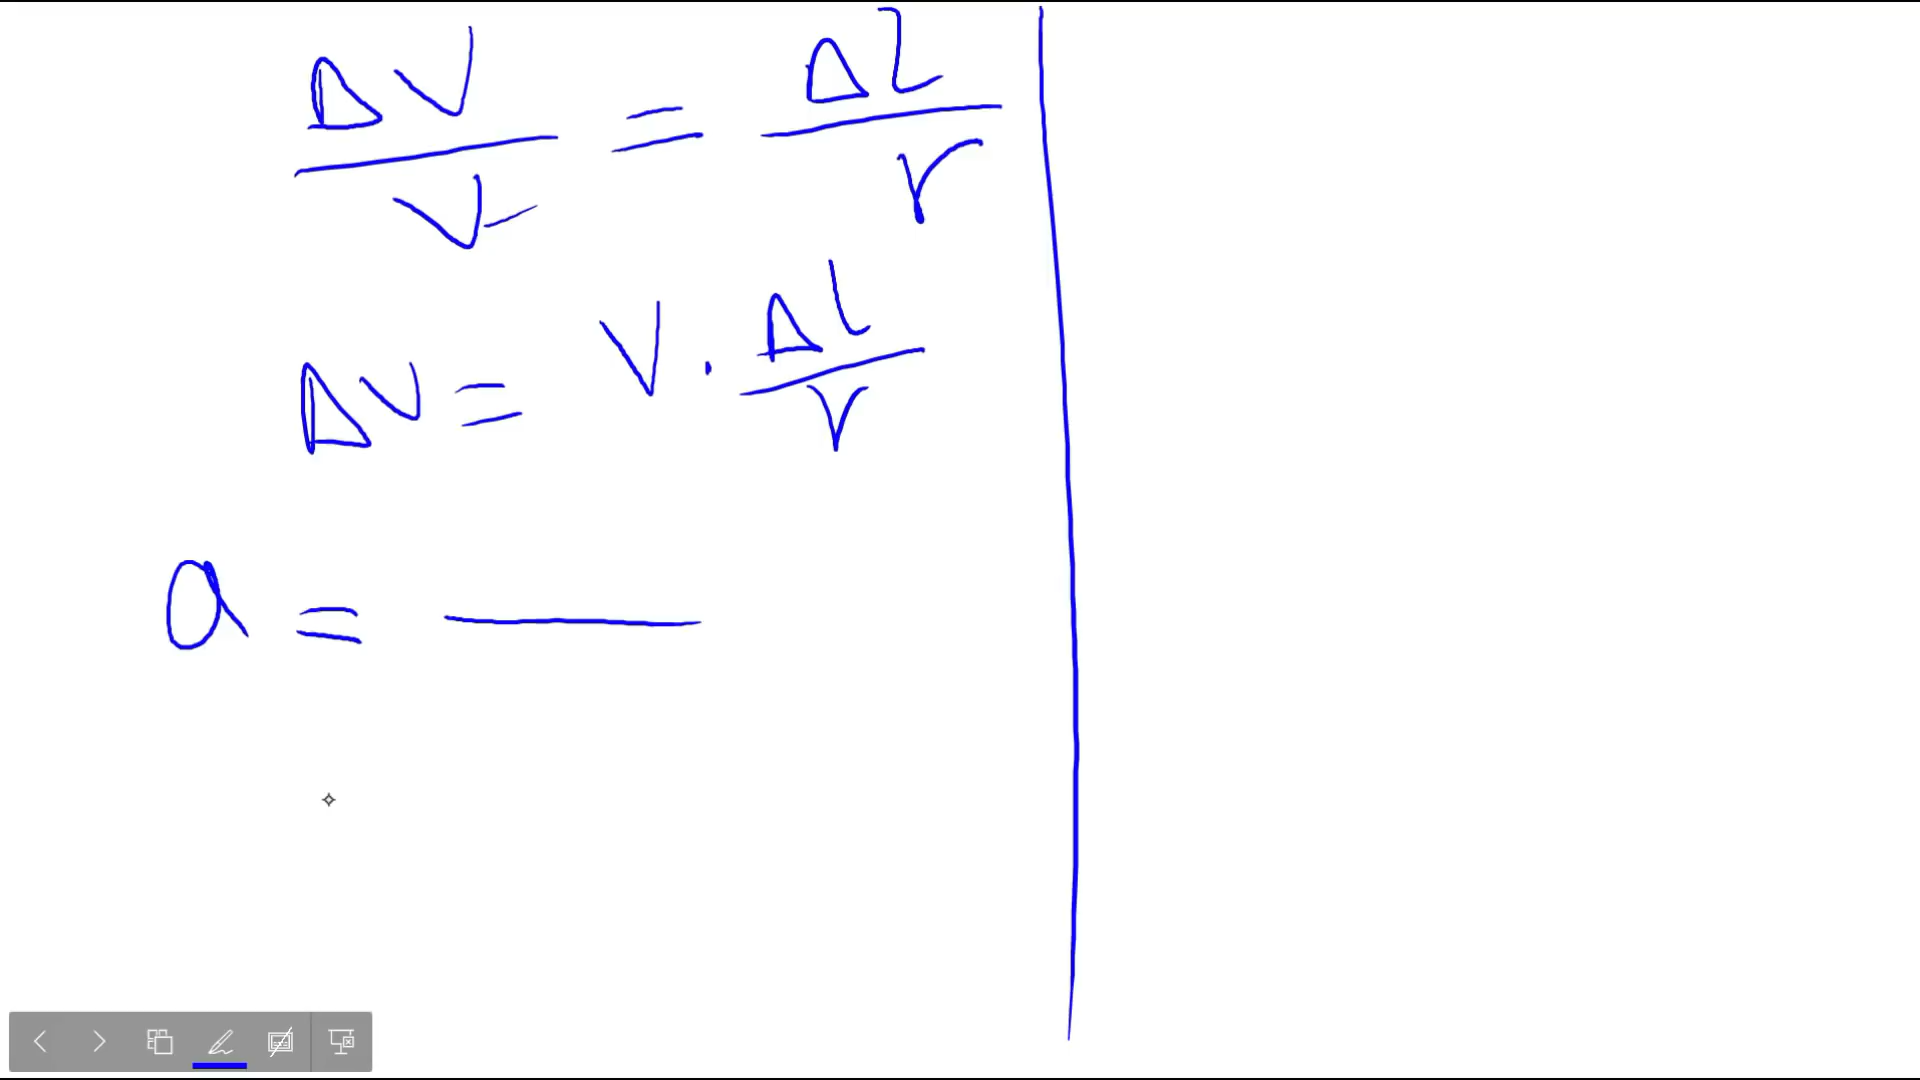 ΔV/V = Δl/r
ΔV = V · Δl/r
a =